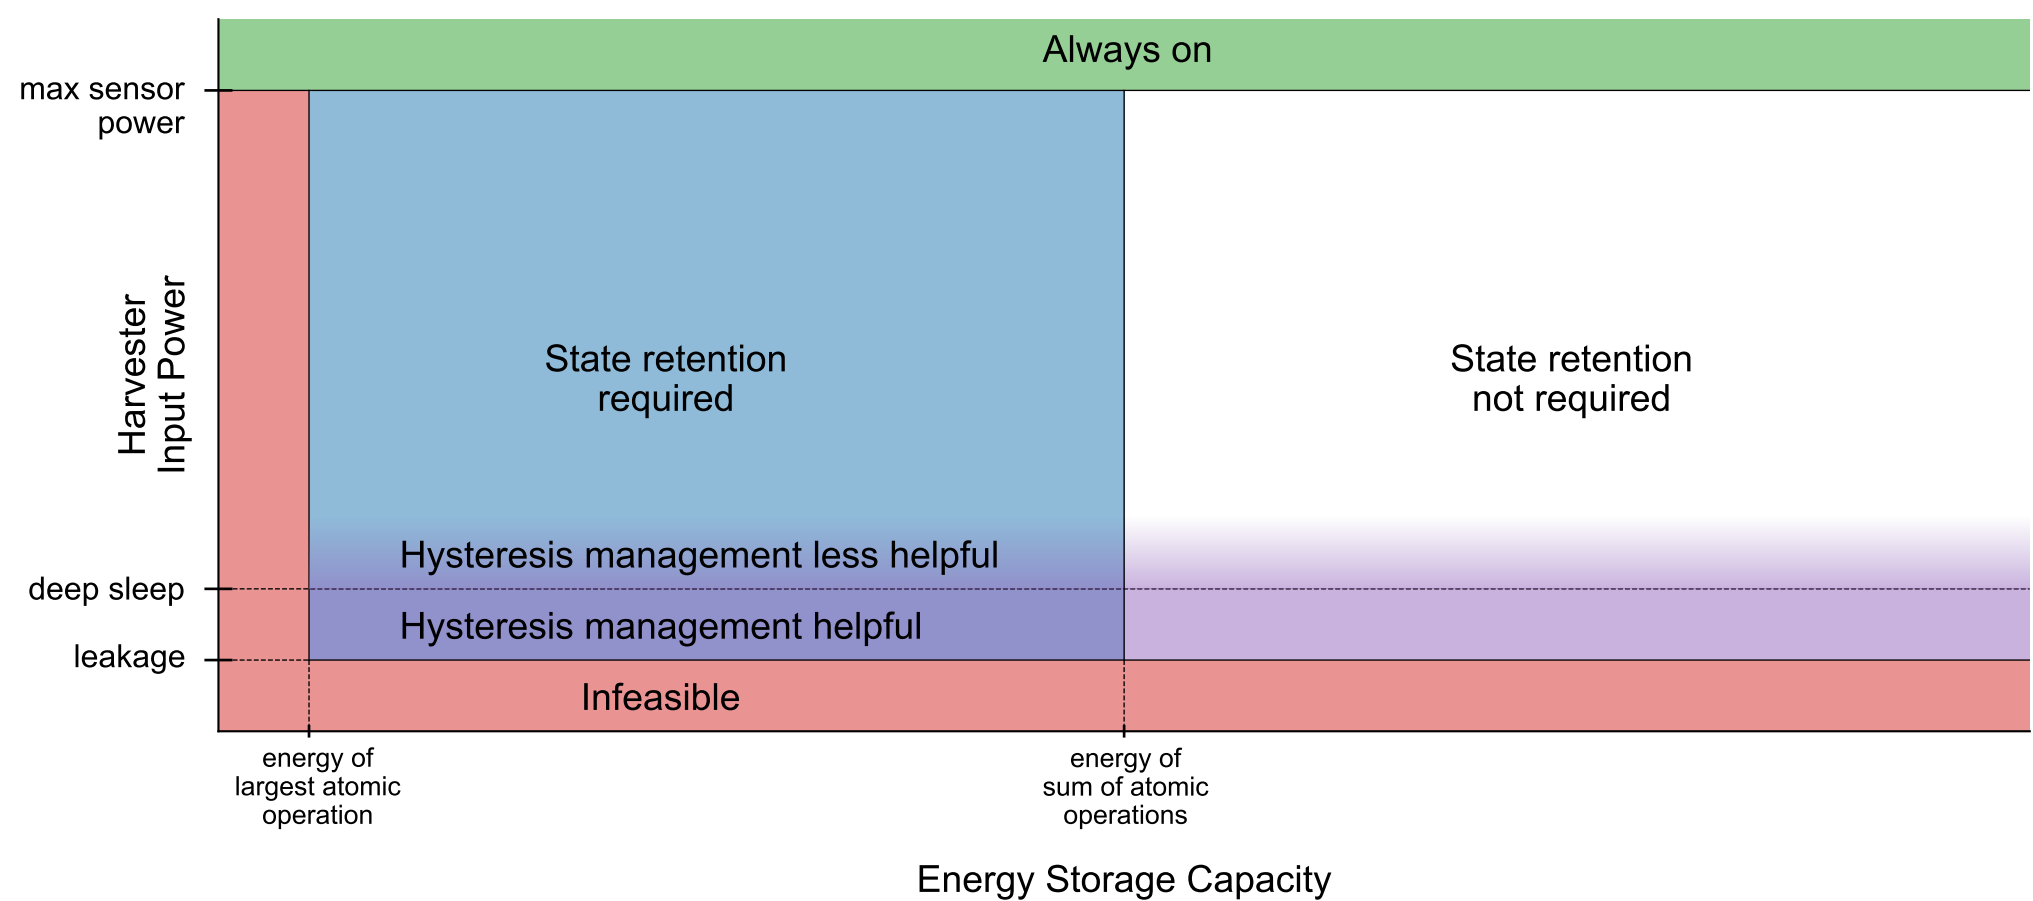 Always on
max sensor
power
Harvester
Input Power
State retention
required
State retention
not required
Hysteresis management less helpful
deep sleep
Hysteresis management helpful
leakage
Infeasible
energy of
largest atomic
operation
energy of
sum of atomic
operations
Energy Storage Capacity